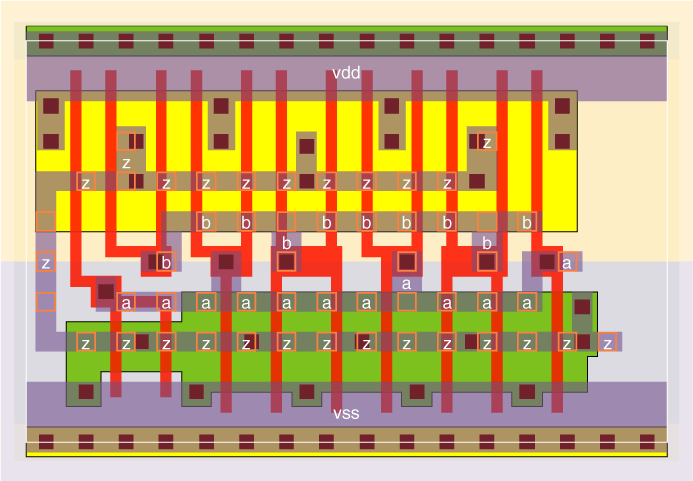 vdd
z
z
z z z z z z z z z z
b b b b b b b b b
b b
z b a
a
a a a a a a a a a a
z z z z z z z z z z z z z z
vss